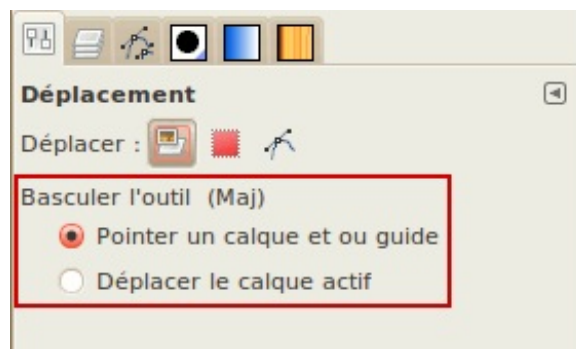 Déplacement
Déplacer :
Basculer l'outil (Maj)
Pointer un calque et ou guide
Déplacer le calque actif